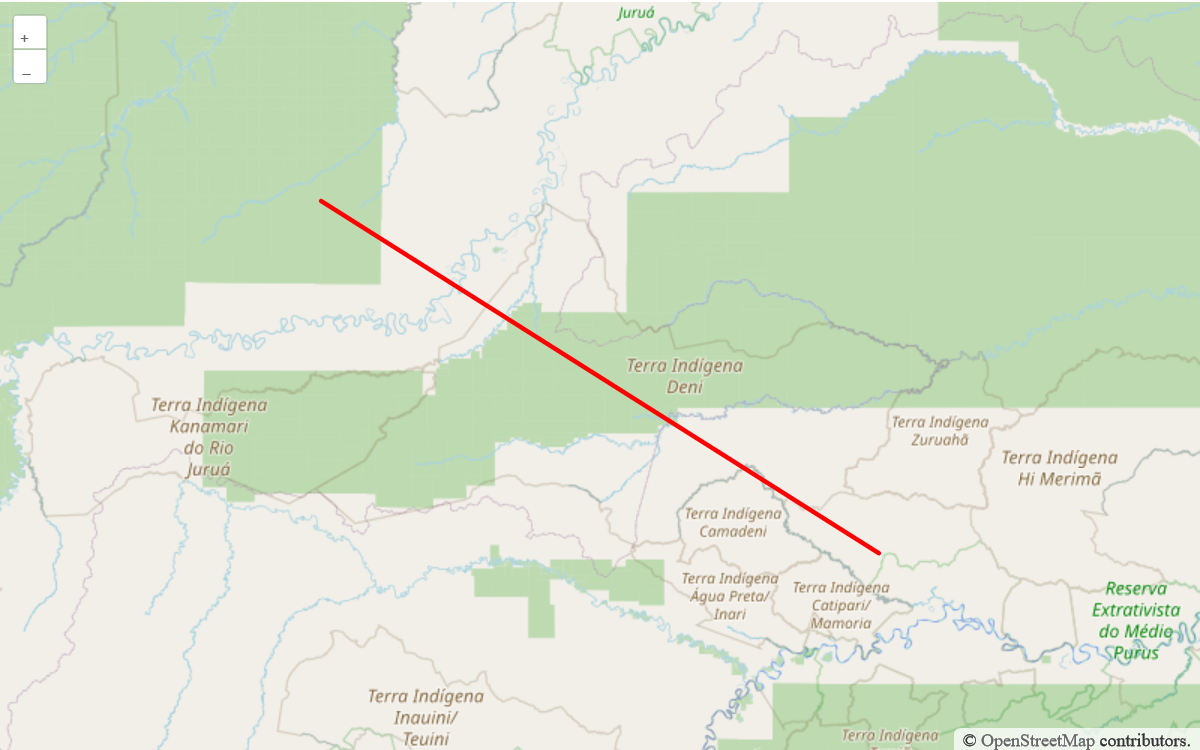 Juruá
+
–
Terra Indígena
Deni
Terra Indígena
Kanamari
do Rio
Juruá
Terra Indígena
Zuruahã
Terra Indígena
Hi Merimã
Terra Indígena
Camadeni
Terra Indígena
Água Preta/
Inari
Terra Indígena
Catipari/
Mamoria
Reserva
Extrativista
do Médio
Purus
Terra Indígena
Inauini/
Teuini
Terra Indígena
© OpenStreetMap contributors.